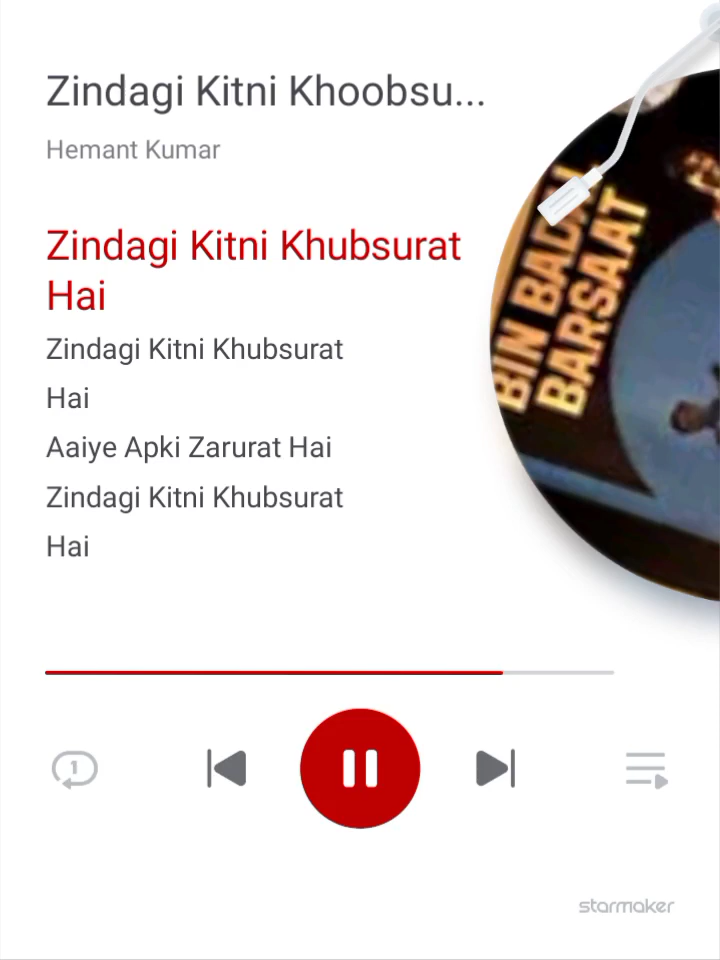 Zindagi Kitni Khoobsu...
Hemant Kumar
Zindagi Kitni Khubsurat
Hai
Zindagi Kitni Khubsurat
Hai
Aaiye Apki Zarurat Hai
Zindagi Kitni Khubsurat
Hai
BIN BADAL
BARSAAT
1
starmaker